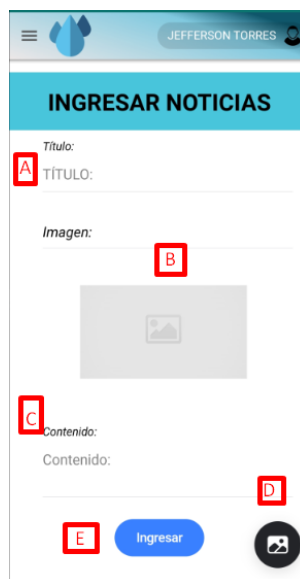 JEFFERSON TORRES
INGRESAR NOTICIAS
Título:
A
TÍTULO:
Imagen:
B
C
Contenido:
Contenido:
D
E
Ingresar